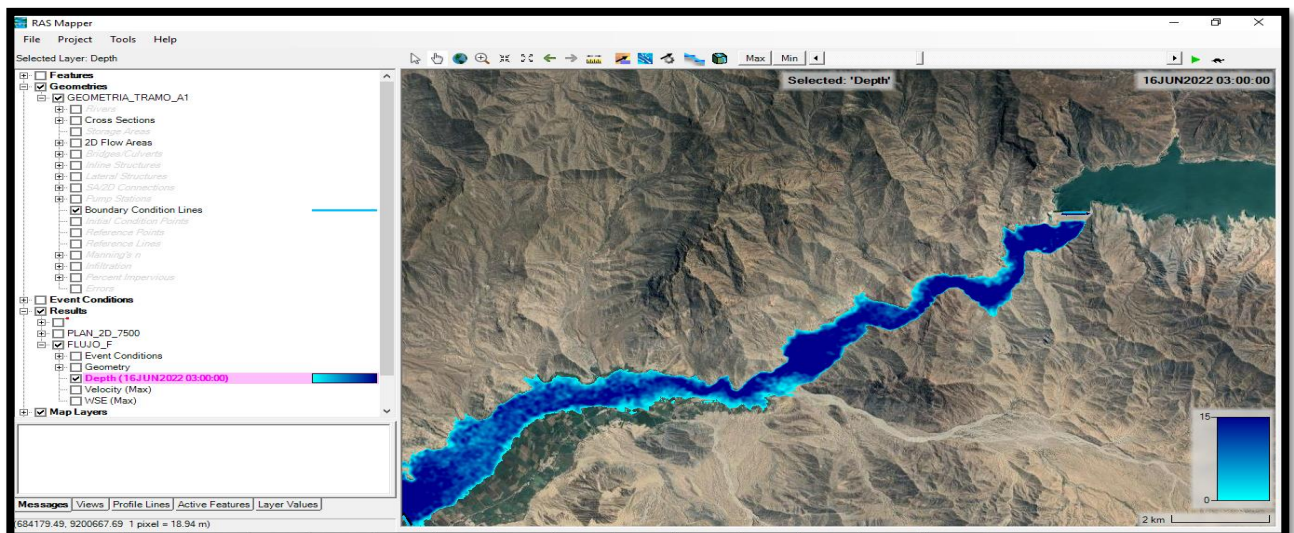 RAS Mapper
File Project Tools Help
Selected Layer: Depth
Max Min
Features
Geometries
GEOMETRIA_TRAMO_A1
Rivers
Cross Sections
Storage Areas
2D Flow Areas
Bridges/Culverts
Inline Structures
Lateral Structures
SA/2D Connections
Pump Stations
Boundary Condition Lines
Initial Condition Points
Reference Points
Reference Lines
Manning's n
Infiltration
Percent Impervious
Errors
Event Conditions
Results
PLAN_2D_7500
FLUJO_F
Event Conditions
Geometry
Depth (16JUN2022 03:00:00)
Velocity (Max)
WSE (Max)
Map Layers
Messages Views Profile Lines Active Features Layer Values
(684179.49, 9200667.69 1 pixel = 18.94 m)
Selected: 'Depth'
16JUN2022 03:00:00
15
0
2 km